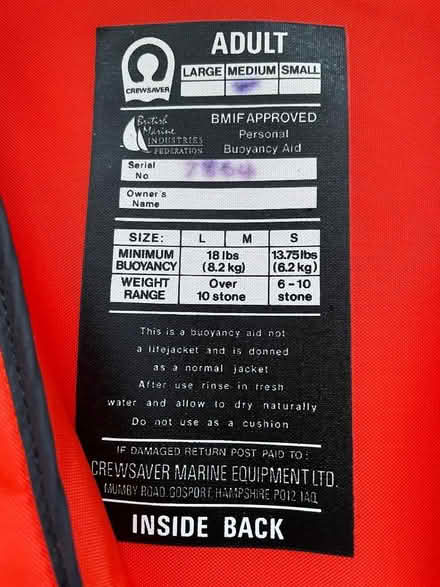 ADULT
LARGE MEDIUM SMALL
CREWSAVER
British
Marine
INDUSTRIES
FEDERATION
BMIF APPROVED
Personal
Buoyancy Aid
Serial
No
Owner's
Name
SIZE: L M S
MINIMUM
BUOYANCY
18 lbs
(8.2 kg)
13.75 lbs
(6.2 kg)
WEIGHT
RANGE
Over
10 stone
6-10
stone
This is a buoyancy aid not
a lifejacket and is donned
as a normal jacket
After use rinse in fresh
water and allow to dry naturally
Do not use as a cushion
IF DAMAGED RETURN POST PAID TO:
CREWSAVER MARINE EQUIPMENT LTD.
MUMBY ROAD, GOSPORT, HAMPSHIRE PO12 1AQ.
INSIDE BACK